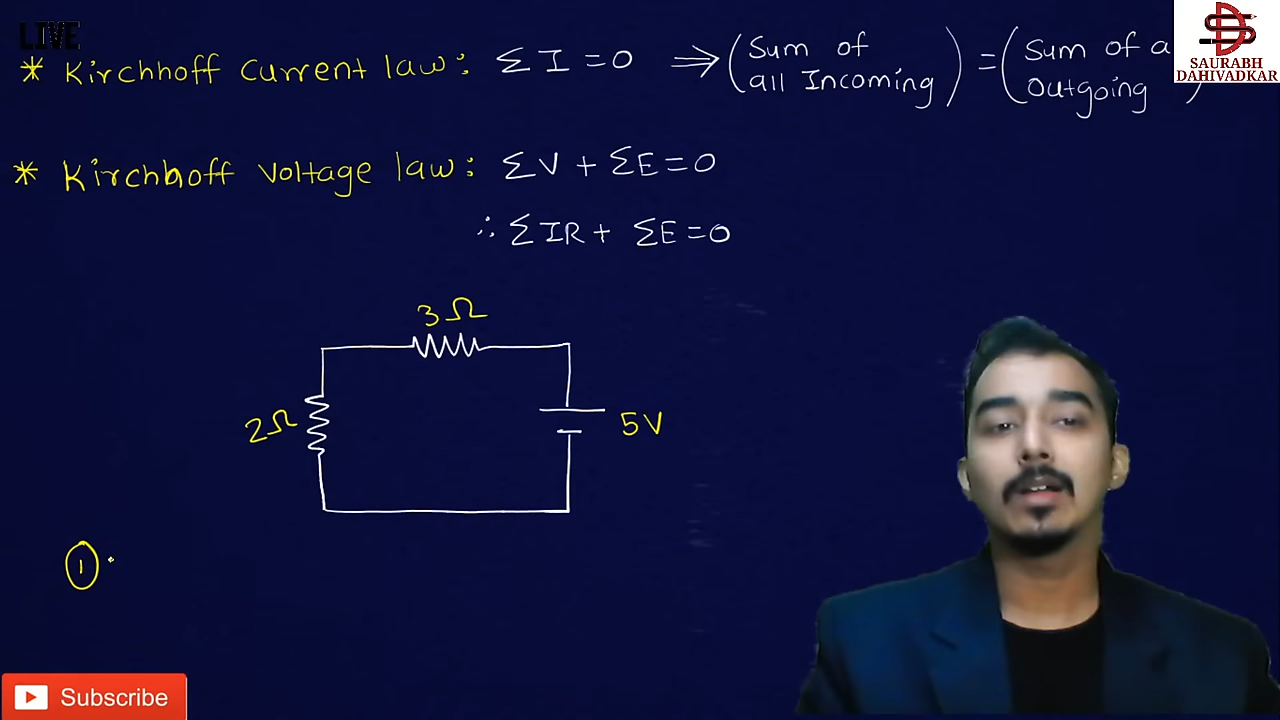 LIVE
* Kirchhoff Current law: ΣI=0 ⟹ (Sum of all Incoming) = (Sum of a
Outgoing)
SAURABH
DAHIVADKAR
* Kirchhoff Voltage law: ΣV + ΣE=0
∴ ΣIR + ΣE=0
3Ω
2Ω
5V
①
Subscribe